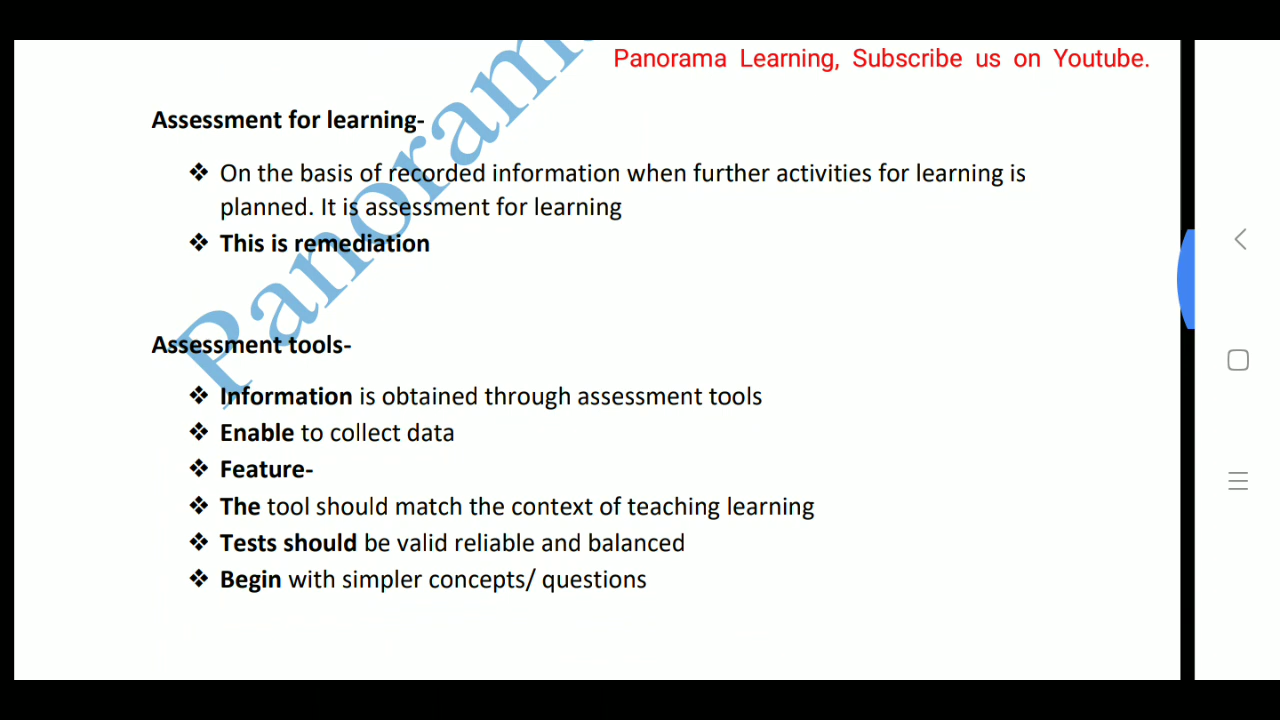 Panorama Learning, Subscribe us on Youtube.
Panorama
Assessment for learning-
❖ On the basis of recorded information when further activities for learning is
planned. It is assessment for learning
❖ This is remediation
Assessment tools-
❖ Information is obtained through assessment tools
❖ Enable to collect data
❖ Feature-
❖ The tool should match the context of teaching learning
❖ Tests should be valid reliable and balanced
❖ Begin with simpler concepts/ questions